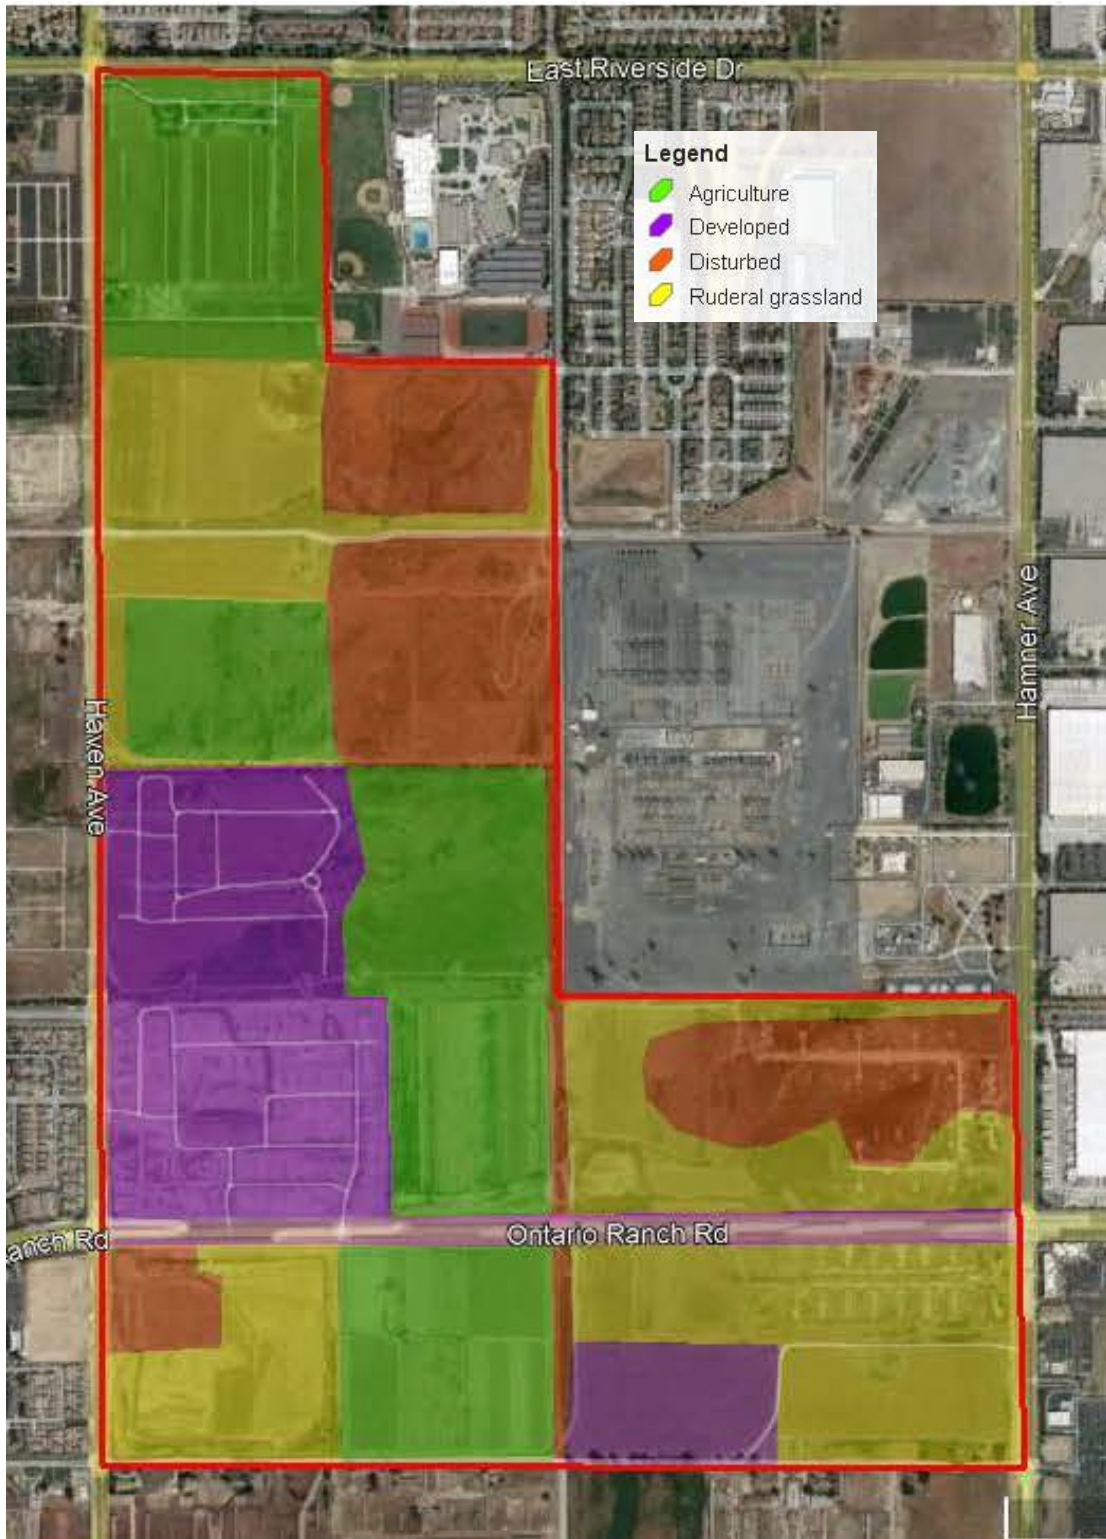 East Riverside Dr
Legend
Agriculture
Developed
Disturbed
Ruderal grassland
Hamner Ave
Haven Ave
anch Rd
Ontario Ranch Rd